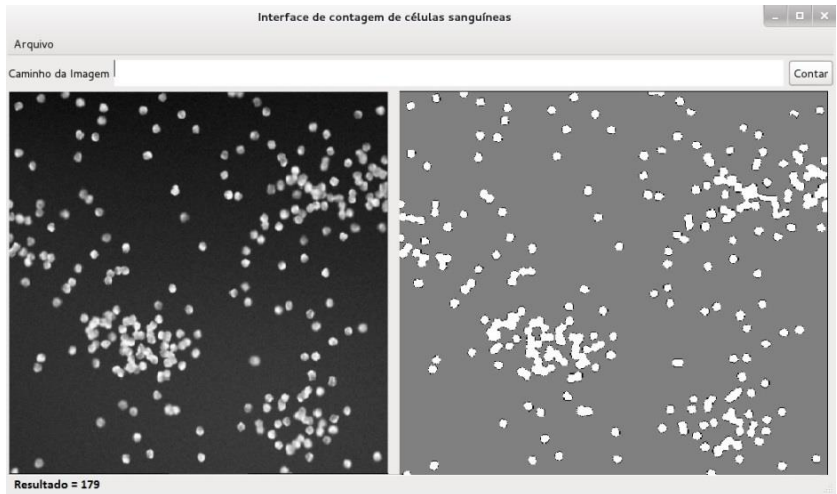 Interface de contagem de células sanguíneas
Arquivo
Caminho da Imagem
Contar
Resultado = 179